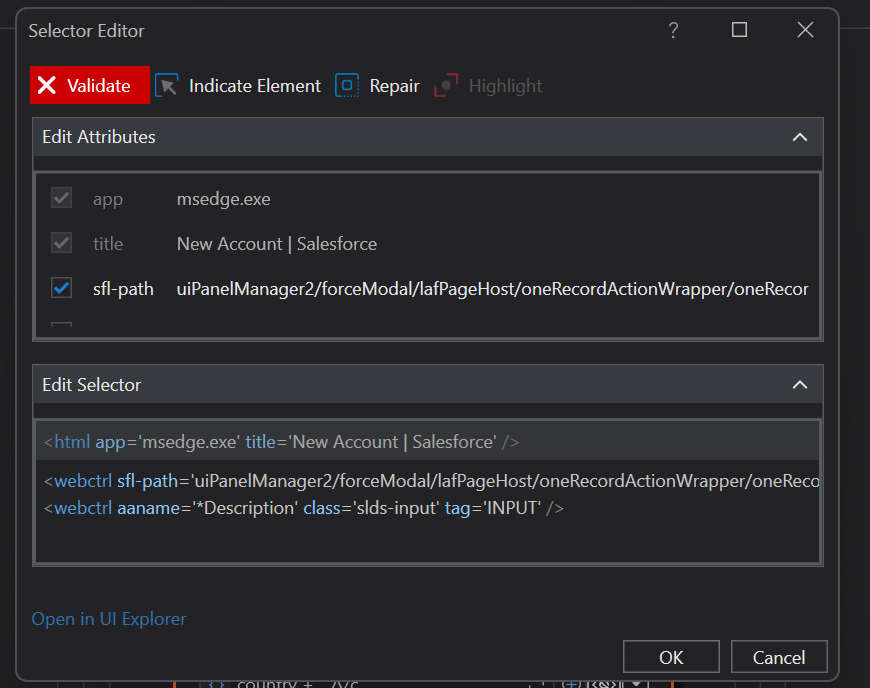 Selector Editor
?
Validate Indicate Element Repair Highlight
Edit Attributes
app msedge.exe
title New Account | Salesforce
sfl-path uiPanelManager2/forceModal/lafPageHost/oneRecordActionWrapper/oneRecor
Edit Selector
<html app='msedge.exe' title='New Account | Salesforce' />
<webctrl sfl-path='uiPanelManager2/forceModal/lafPageHost/oneRecordActionWrapper/oneReco
<webctrl aaname='*Description' class='slds-input' tag='INPUT' />
Open in UI Explorer
OK Cancel
country +